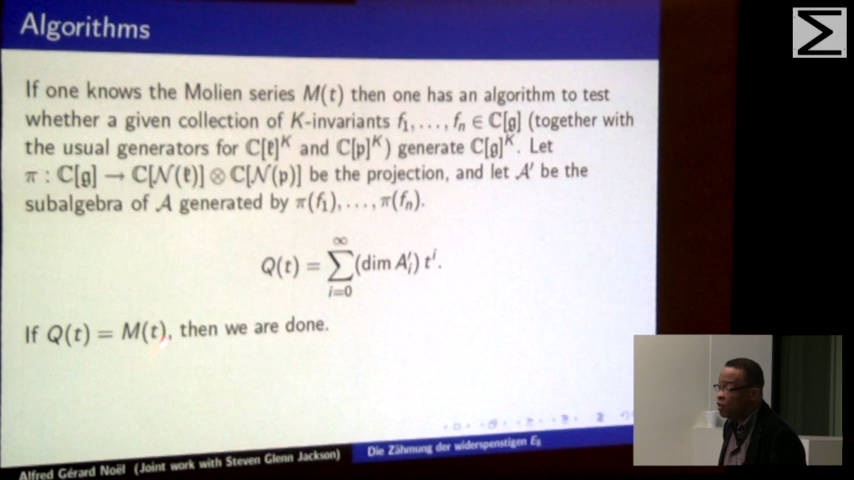 Algorithms
If one knows the Molien series M(t) then one has an algorithm to test
whether a given collection of K-invariants f₁, . . . , fₙ ∈ ℂ[𝔤] (together with
the usual generators for ℂ[𝔨]ᴷ and ℂ[𝔭]ᴷ) generate ℂ[𝔤]ᴷ. Let
π : ℂ[𝔤] → ℂ[𝒩(𝔨)] ⊗ ℂ[𝒩(𝔭)] be the projection, and let 𝒜′ be the
subalgebra of 𝒜 generated by π(f₁), . . . , π(fₙ).
Q(t) = ∑_{i=0}^{∞} (dim A′ᵢ) tⁱ.
If Q(t) = M(t), then we are done.
Alfred Gérard Noël (Joint work with Steven Glenn Jackson)
Die Zähmung der widerspenstigen E₈
Σ